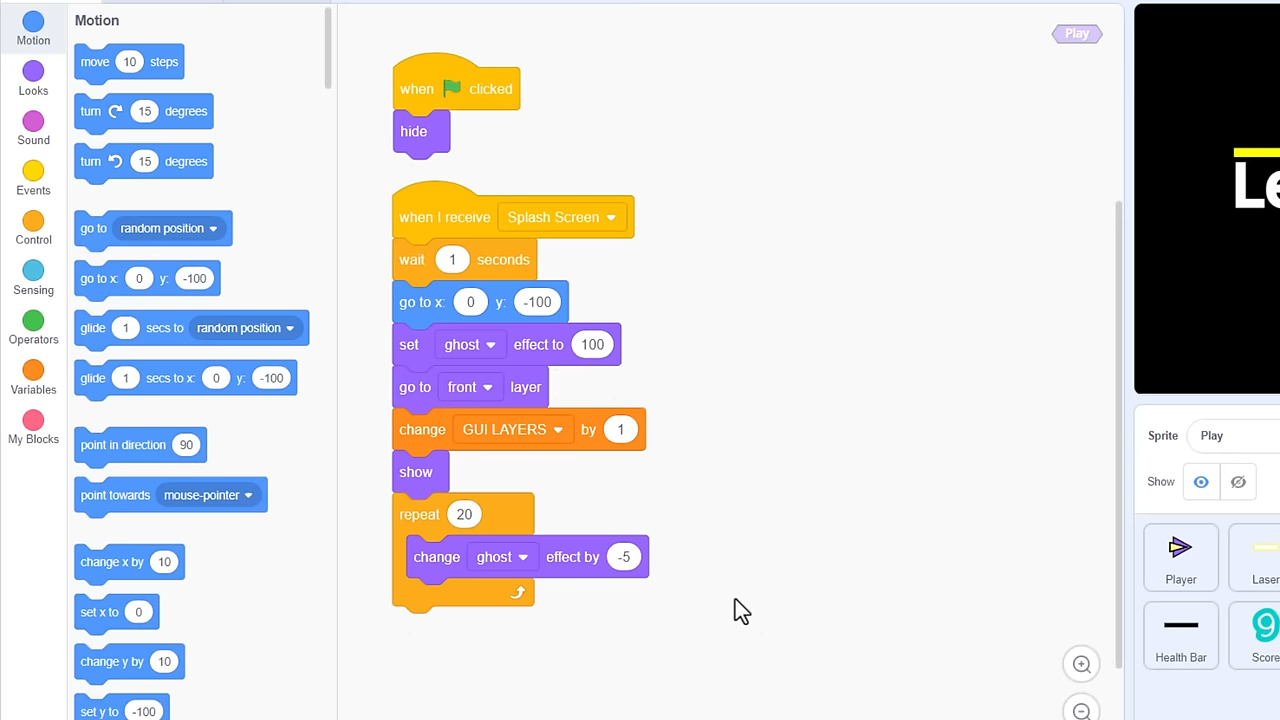 Motion
Looks
Sound
Events
Control
Sensing
Operators
Variables
My Blocks
Motion
move 10 steps
turn 15 degrees
turn 15 degrees
go to random position
go to x: 0 y: -100
glide 1 secs to random position
glide 1 secs to x: 0 y: -100
point in direction 90
point towards mouse-pointer
change x by 10
set x to 0
change y by 10
set y to -100
Play
when clicked
hide
when I receive Splash Screen
wait 1 seconds
go to x: 0 y: -100
set ghost effect to 100
go to front layer
change GUI LAYERS by 1
show
repeat 20
change ghost effect by -5
Le
Sprite Play
Show
Player
Laser
Health Bar
9
Score